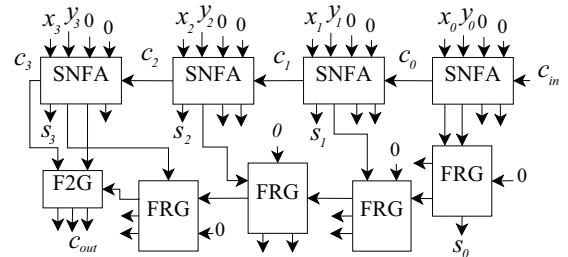 x3 y3 0 0 x2 y2 0 0 x1 y1 0 0 x0 y0 0 0
c3 SNFA c2 SNFA c1 SNFA c0 SNFA cin
s3 s2 s1
0 0
F2G FRG FRG FRG FRG 0
0
cout s0